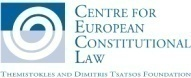 CENTRE FOR
EUROPEAN
CONSTITUTIONAL
LAW
THEMISTOKLES AND DIMITRIS TSATSOS FOUNDATION